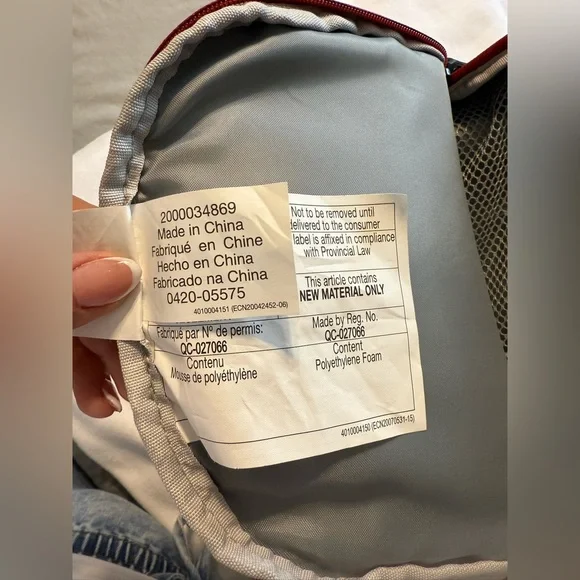 2000034869
Made in China
Fabriqué en Chine
Hecho en China
Fabricado na China
0420-05575
4010004151 (ECN20042452-06)
Not to be removed until
delivered to the consumer
label is affixed in compliance
with Provincial Law
This article contains
NEW MATERIAL ONLY
Fabriqué par Nº de permis:
QC-027066
Contenu
Mousse de polyéthylène
Made by Reg. No.
QC-027066
Content
Polyethylene Foam
4010004150 (ECN20070531-15)